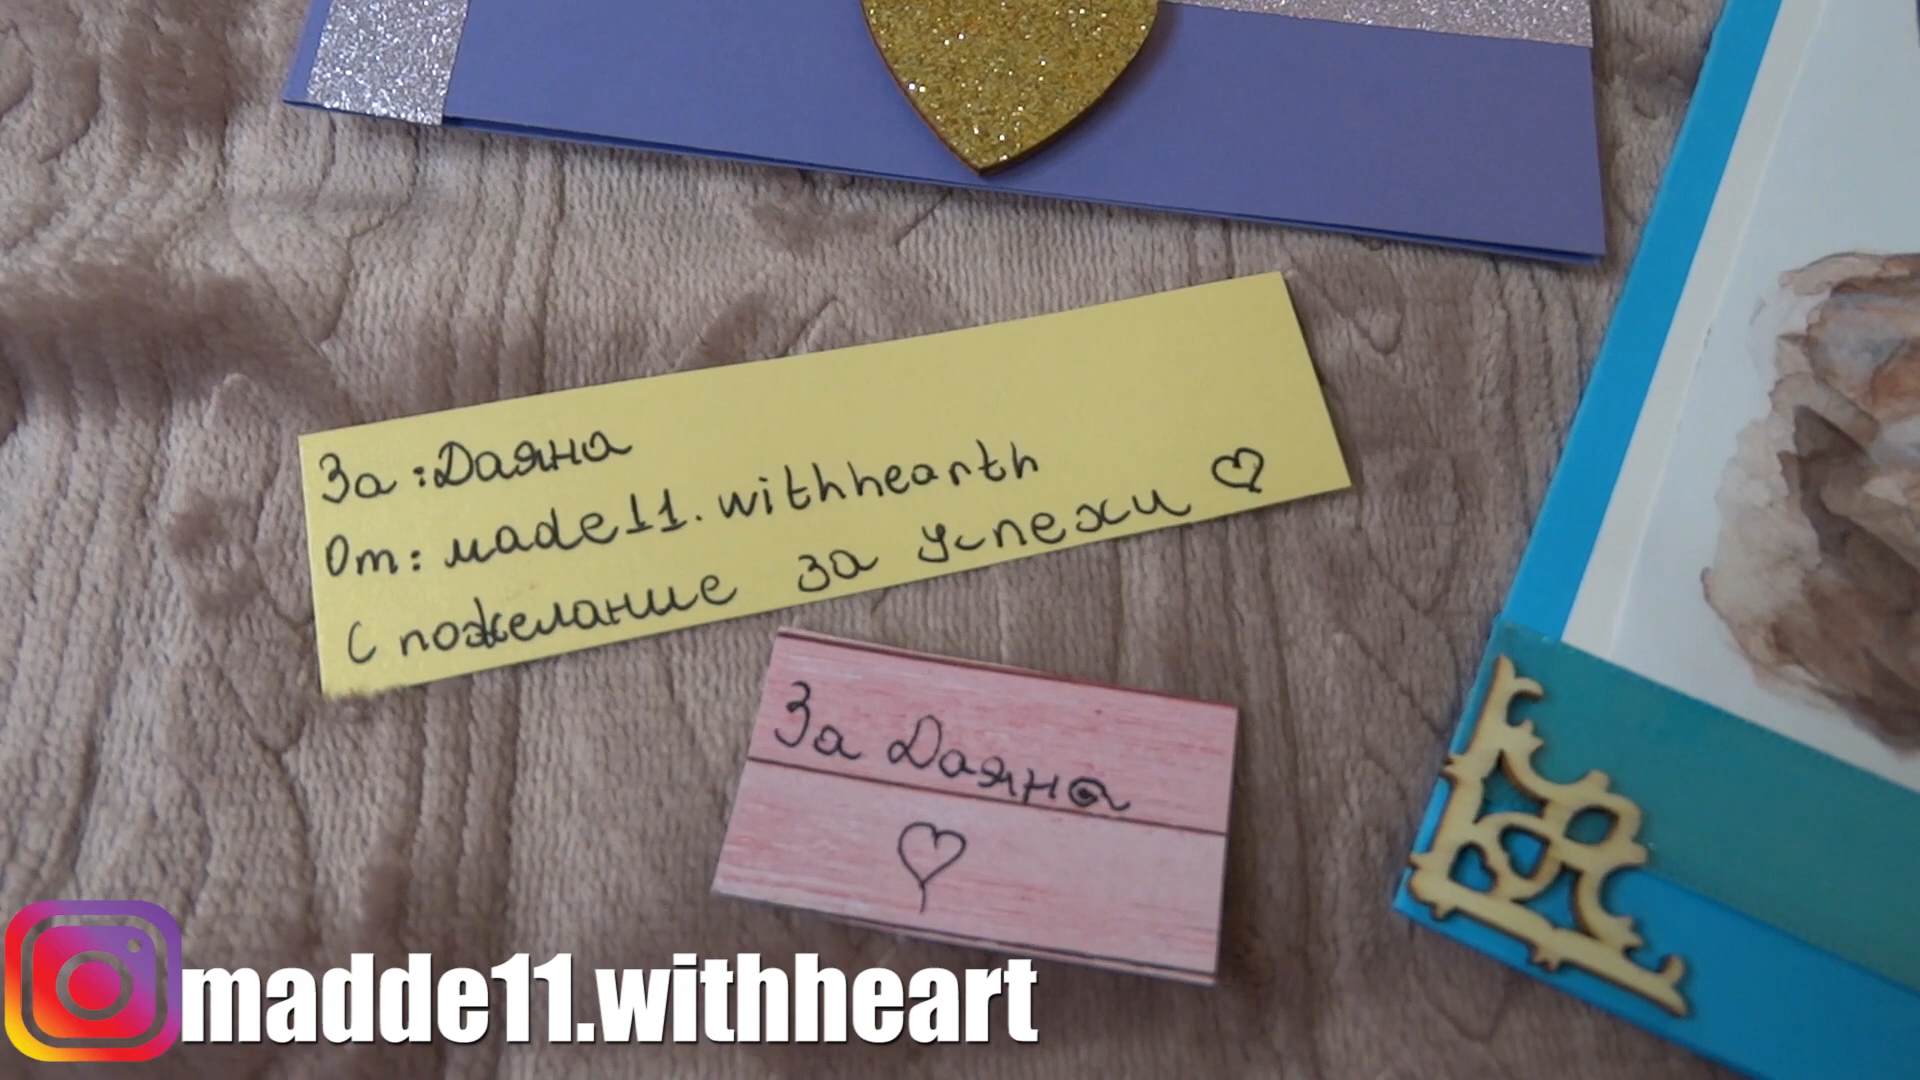 За: Даяна
От: made11.withhearth
С пожелание за успехи
За Даяна
madde11.withheart